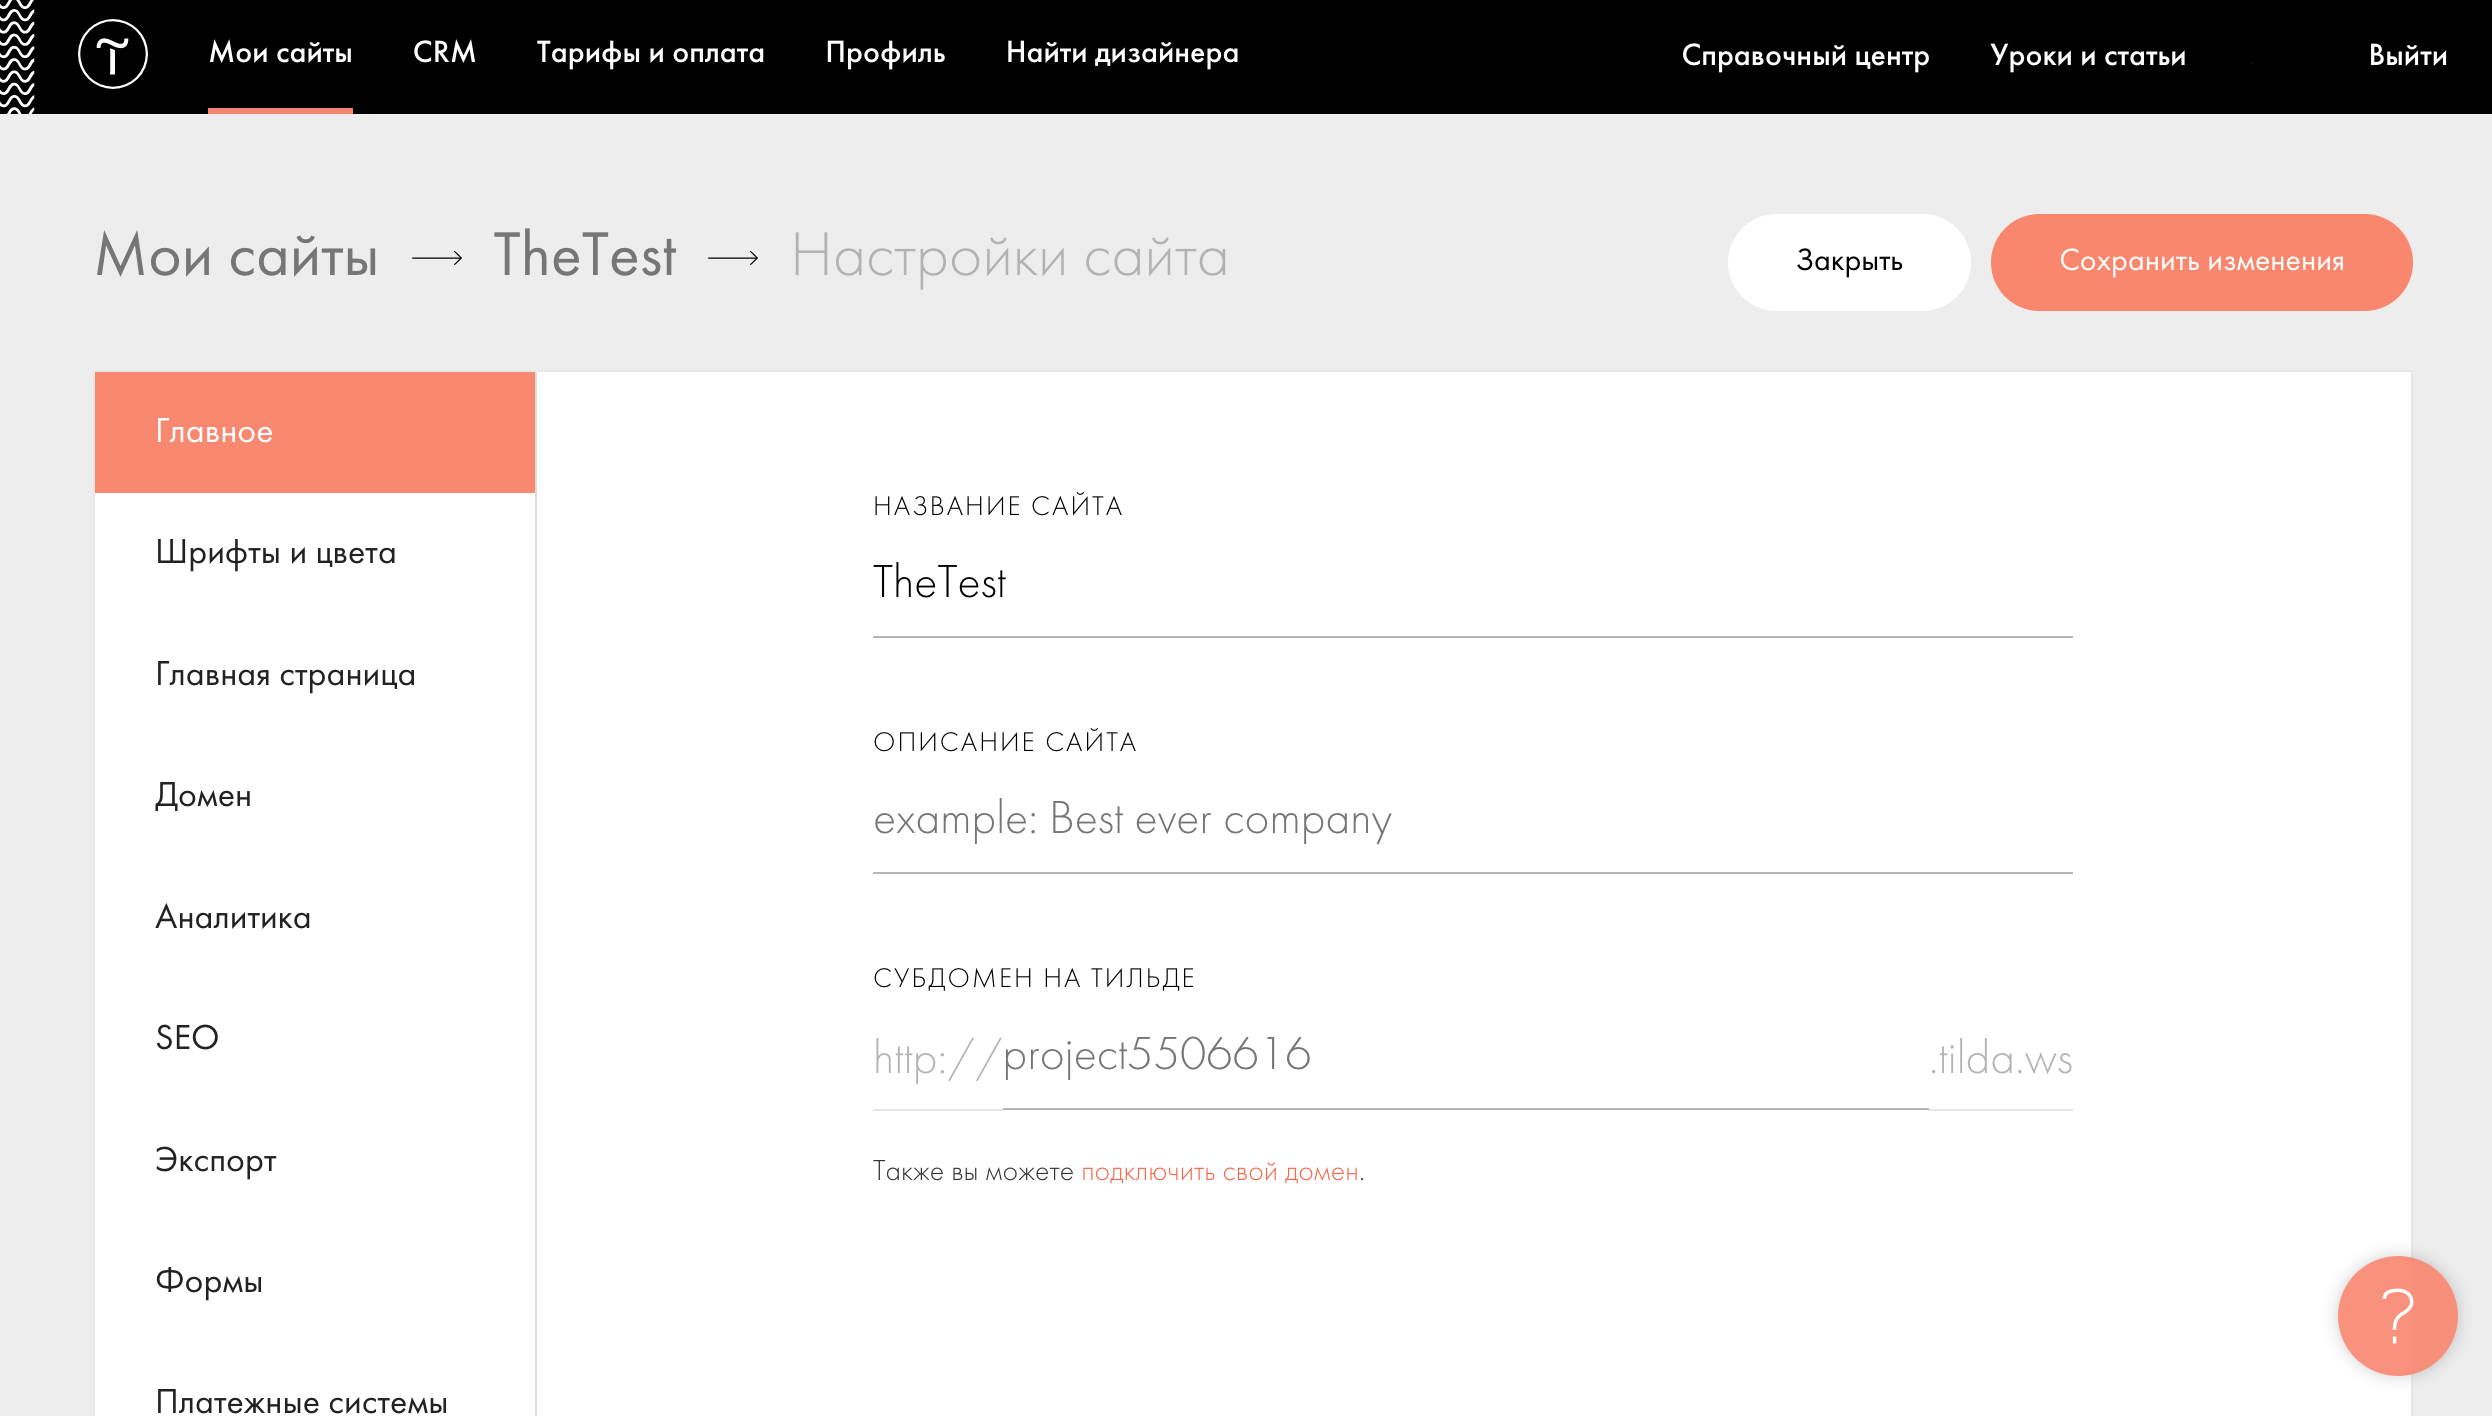 Мои сайты CRM Тарифы и оплата Профиль Найти дизайнера Справочный центр Уроки и статьи Выйти
Мои сайты → TheTest → Настройки сайта
Закрыть
Сохранить изменения
Главное
Шрифты и цвета
Главная страница
Домен
Аналитика
SEO
Экспорт
Формы
Платежные системы
НАЗВАНИЕ САЙТА
TheTest
ОПИСАНИЕ САЙТА
example: Best ever company
СУБДОМЕН НА ТИЛЬДЕ
http://project5506616.tilda.ws
Также вы можете подключить свой домен.
?